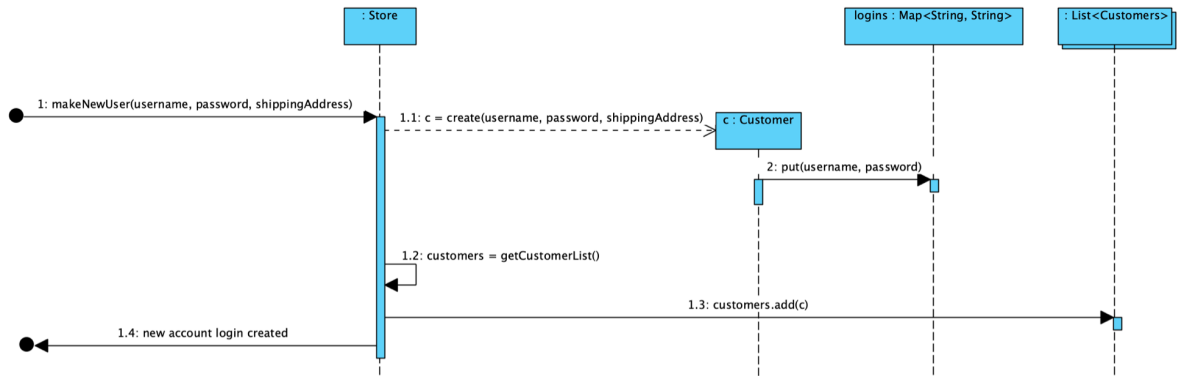 : Store
logins : Map<String, String>
: List<Customers>
1: makeNewUser(username, password, shippingAddress)
1.1: c = create(username, password, shippingAddress)
c : Customer
2: put(username, password)
1.2: customers = getCustomerList()
1.3: customers.add(c)
1.4: new account login created